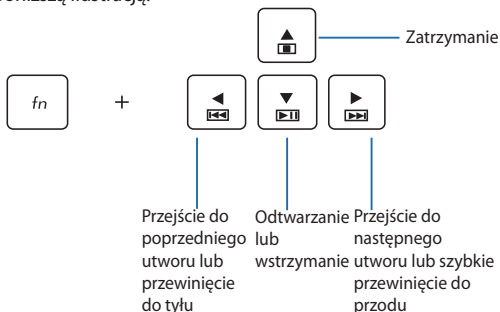 ilustracją.
Zatrzymanie
fn
+
Przejście do
poprzedniego
utworu lub
przewinięcie
do tyłu
Odtwarzanie
lub
wstrzymanie
Przejście do
następnego
utworu lub szybkie
przewinięcie do
przodu